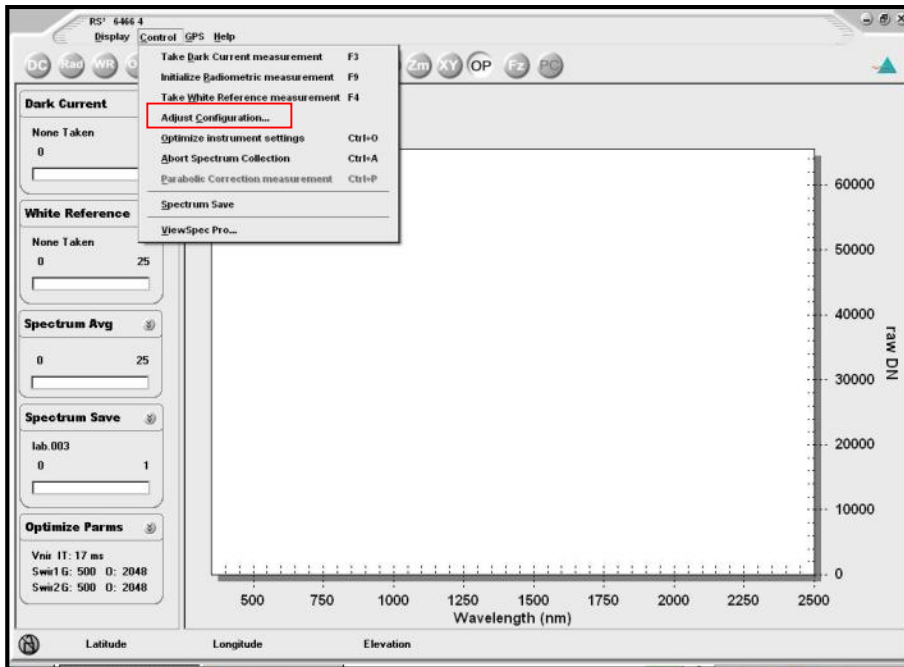 RS³ 6466 4
Display Control GPS Help
DC Rad WR Zm XY OP Fz PC
Take Dark Current measurement F3
Initialize Radiometric measurement F9
Take White Reference measurement F4
Adjust Configuration...
Optimize instrument settings Ctrl+O
Abort Spectrum Collection Ctrl+A
Parabolic Correction measurement Ctrl+P
Spectrum Save
ViewSpec Pro...
Dark Current
None Taken
0
White Reference
None Taken
0 25
Spectrum Avg
0 25
Spectrum Save
lab.003
0 1
Optimize Parms
Vnir IT: 17 ms
Swir1 G: 500 O: 2048
Swir2 G: 500 O: 2048
60000
50000
40000
30000
20000
10000
0
raw DN
500 750 1000 1250 1500 1750 2000 2250 2500
Wavelength (nm)
Latitude Longitude Elevation